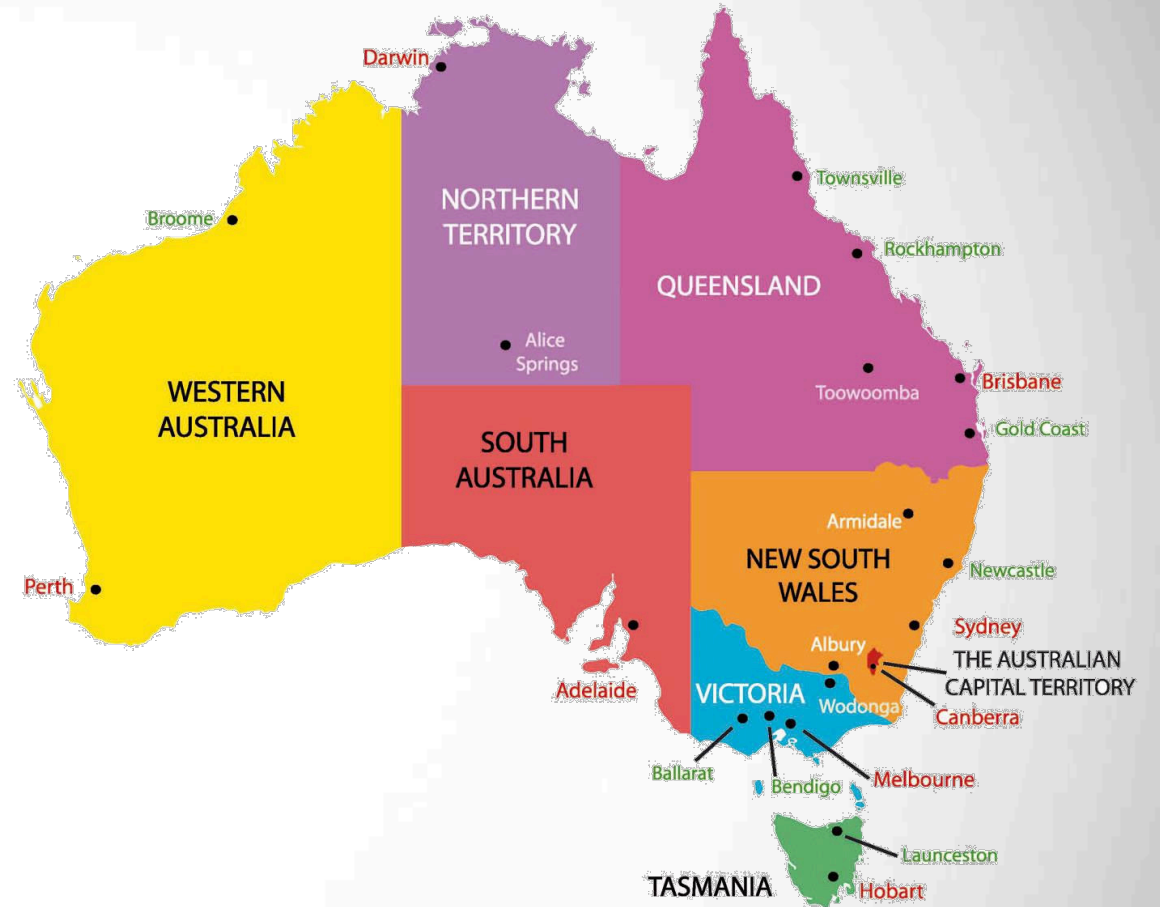 Darwin
NORTHERN
TERRITORY
Townsville
Broome
Rockhampton
QUEENSLAND
Alice
Springs
WESTERN
AUSTRALIA
Toowoomba
Brisbane
Gold Coast
SOUTH
AUSTRALIA
Armidale
NEW SOUTH
WALES
Newcastle
Perth
Sydney
Albury
THE AUSTRALIAN
CAPITAL TERRITORY
Adelaide
VICTORIA
Wodonga
Canberra
Ballarat
Bendigo
Melbourne
Launceston
TASMANIA
Hobart